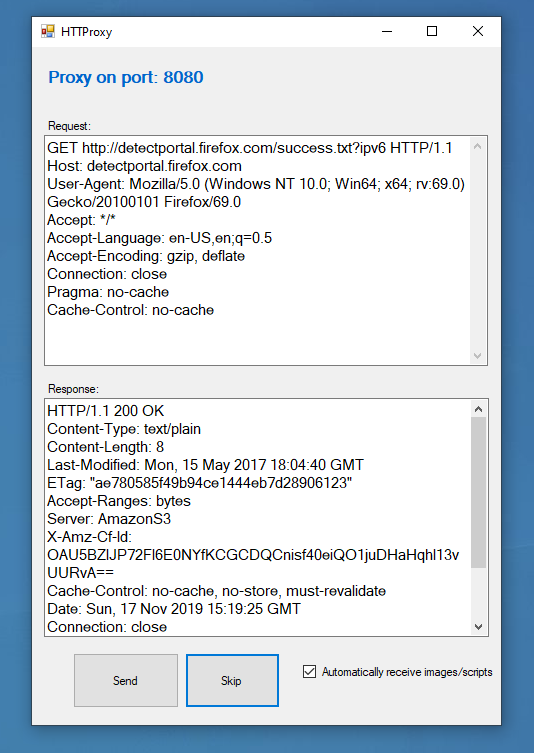 HTTProxy
Proxy on port: 8080
Request:
GET http://detectportal.firefox.com/success.txt?ipv6 HTTP/1.1
Host: detectportal.firefox.com
User-Agent: Mozilla/5.0 (Windows NT 10.0; Win64; x64; rv:69.0)
Gecko/20100101 Firefox/69.0
Accept: */*
Accept-Language: en-US,en;q=0.5
Accept-Encoding: gzip, deflate
Connection: close
Pragma: no-cache
Cache-Control: no-cache
Response:
HTTP/1.1 200 OK
Content-Type: text/plain
Content-Length: 8
Last-Modified: Mon, 15 May 2017 18:04:40 GMT
ETag: "ae780585f49b94ce1444eb7d28906123"
Accept-Ranges: bytes
Server: AmazonS3
X-Amz-Cf-Id:
OAU5BZIJP72FI6E0NYfKCGCDQCnisf40eiQO1juDHaHqhl13v
UURvA==
Cache-Control: no-cache, no-store, must-revalidate
Date: Sun, 17 Nov 2019 15:19:25 GMT
Connection: close
Send
Skip
Automatically receive images/scripts